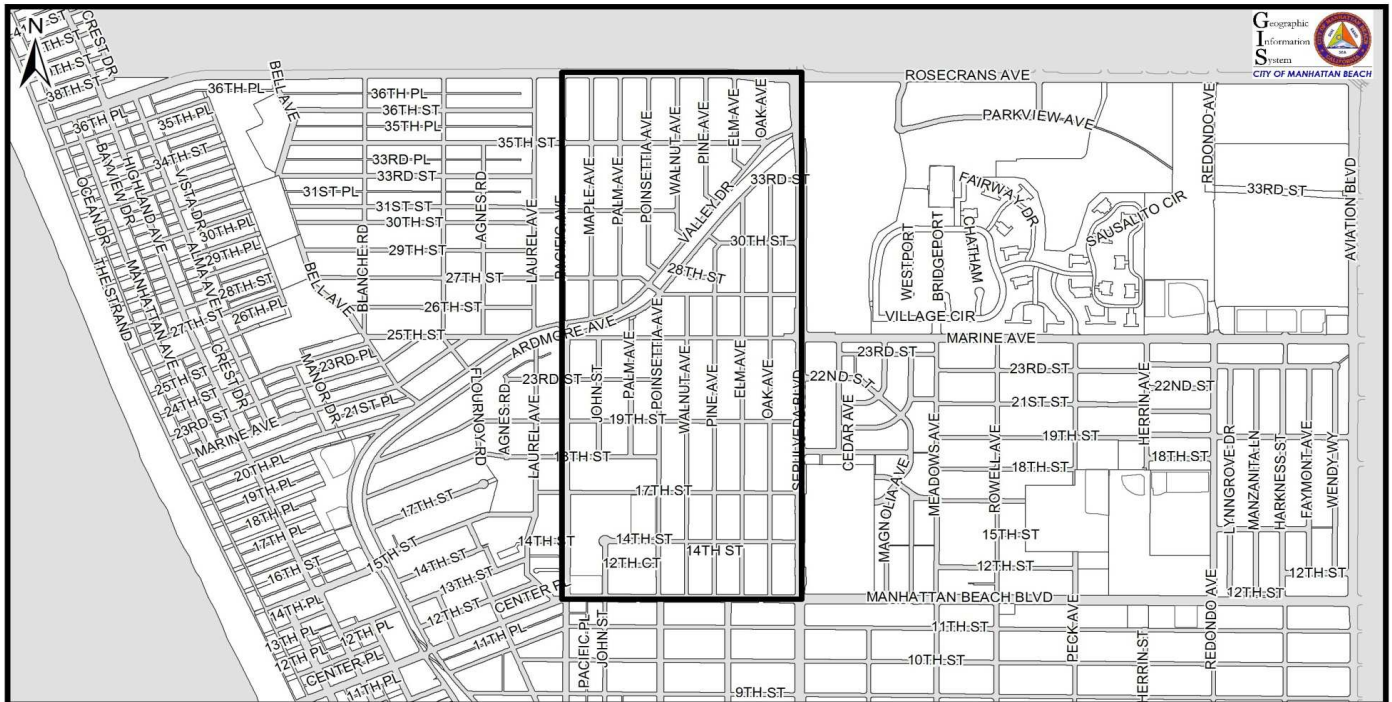 N
41ST ST
CREST DR
38TH ST
36TH PL
36TH PL
35TH PL
34TH ST
BAYVIEW DR
HIGHLAND AVE
VISTA DR
OCEAN DR
THE STRAND
MANHATTAN AVE
ALMA AVE
30TH PL
29TH PL
28TH ST
27TH ST
26TH PL
CREST DR
25TH ST
24TH ST
23RD ST
MARINE AVE
MANOR DR
23RD PL
21ST PL
20TH PL
19TH PL
18TH PL
17TH PL
16TH ST
15TH ST
14TH PL
13TH PL
12TH PL
12TH PL
CENTER PL
11TH PL
BELL AVE
BELL AVE
36TH PL
36TH ST
35TH PL
35TH ST
33RD PL
33RD ST
31ST PL
31ST ST
30TH ST
29TH ST
27TH ST
26TH ST
25TH ST
BLANCHE RD
AGNES RD
LAUREL AVE
PACIFIC AVE
ARDMORE AVE
FLOURNOY RD
AGNES RD
LAUREL AVE
23RD ST
18TH ST
17TH ST
14TH ST
14TH ST
13TH ST
12TH ST
CENTER PL
11TH PL
MAPLE AVE
PALM AVE
POINSETTIA AVE
WALNUT AVE
PINE AVE
ELM AVE
OAK AVE
VALLEY DR
33RD ST
30TH ST
28TH ST
JOHN ST
PALM AVE
POINSETTIA AVE
WALNUT AVE
PINE AVE
ELM AVE
OAK AVE
SEPULVEDA BLVD
19TH ST
17TH ST
14TH ST
14TH ST
12TH CT
PACIFIC PL
JOHN ST
ROSECRANS AVE
PARKVIEW AVE
REDONDO AVE
AVIATION BLVD
33RD ST
FAIRWAY DR
SAUSALITO CIR
WESTPORT
BRIDGEPORT
CHATHAM
VILLAGE CIR
MARINE AVE
23RD ST
22ND ST
23RD ST
22ND ST
21ST ST
19TH ST
18TH ST
18TH ST
CEDAR AVE
MAGNOLIA AVE
MEADOWS AVE
ROWELL AVE
HERRIN AVE
15TH ST
12TH ST
LYNNGROVE DR
MANZANITA LN
HARKNESS ST
FAYMONT AVE
WENDY WY
12TH ST
12TH ST
MANHATTAN BEACH BLVD
11TH ST
10TH ST
9TH ST
PECK AVE
HERRIN ST
REDONDO AVE
Geographic
Information
System
CITY OF MANHATTAN BEACH